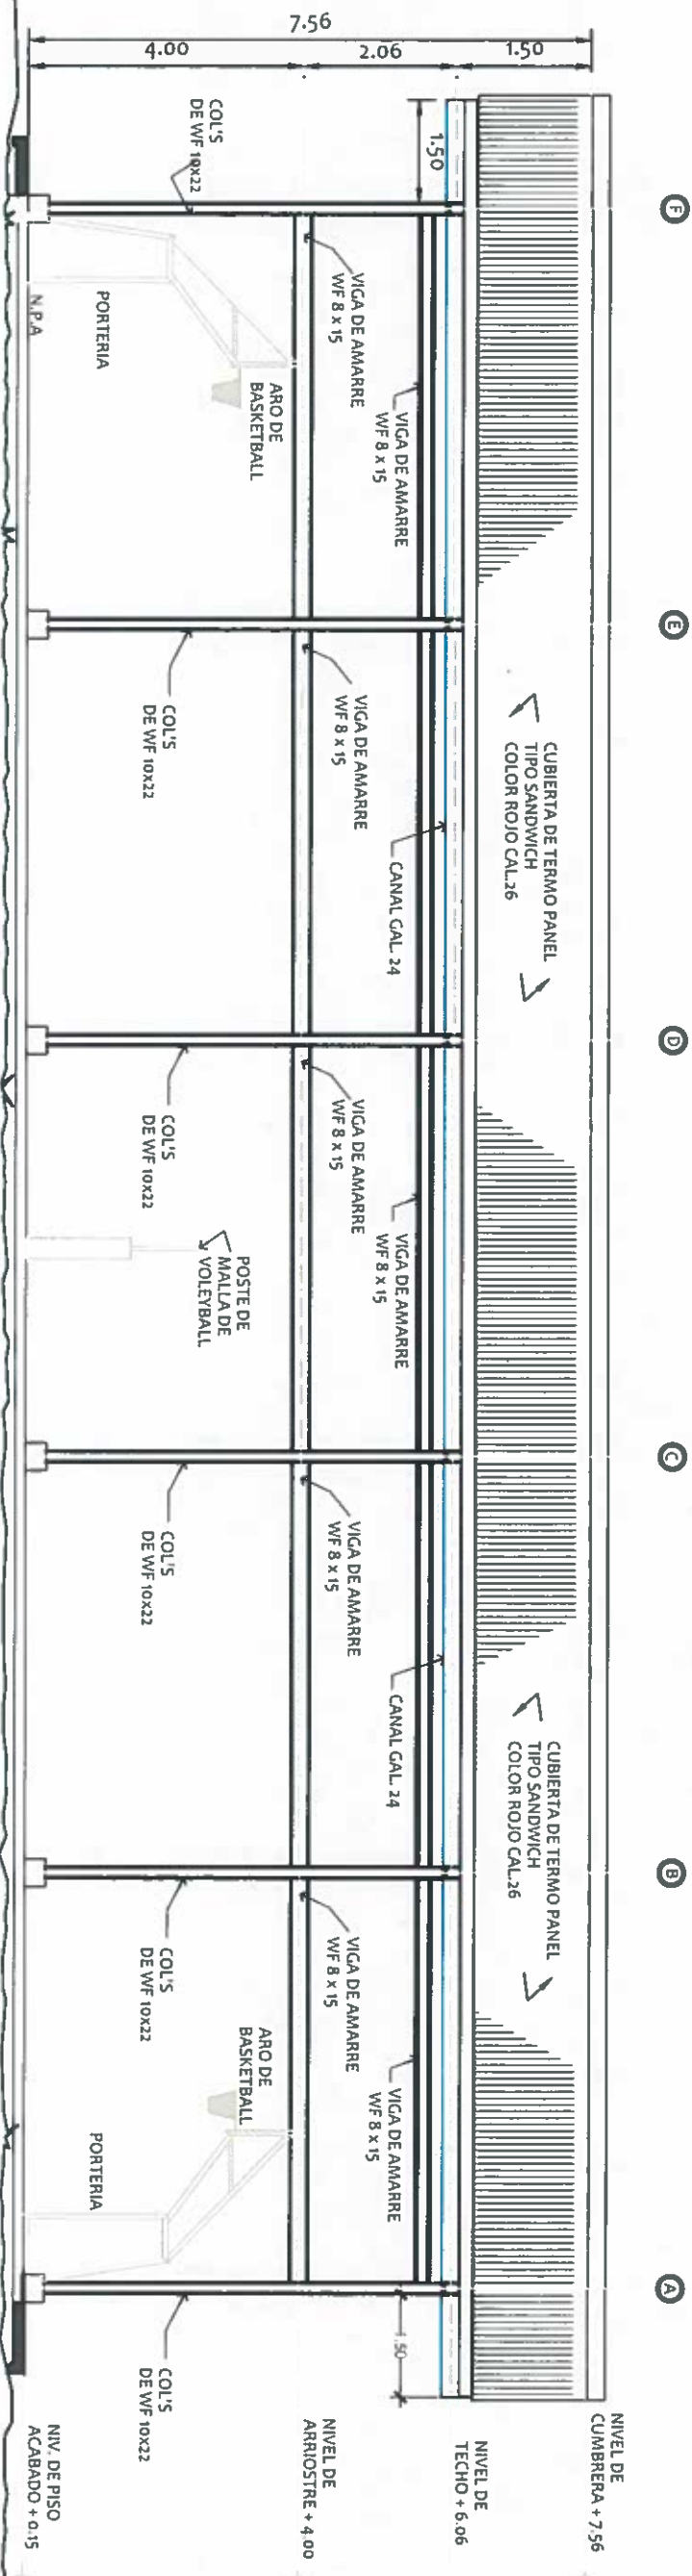 F
E
D
C
B
A
7.56
4.00
2.06
1.50
1.50
1.50
NIVEL DE
CUMBRERA + 7.56
NIVEL DE
TECHO + 6.06
NIVEL DE
ARRIOSTRE + 4.00
NIV. DE PISO
ACABADO + 0.15
CUBIERTA DE TERMO PANEL
TIPO SANDWICH
COLOR ROJO CAL.26
CUBIERTA DE TERMO PANEL
TIPO SANDWICH
COLOR ROJO CAL.26
VIGA DE AMARRE
WF 8 x 15
CANAL GAL. 24
VIGA DE AMARRE
WF 8 x 15
CANAL GAL. 24
VIGA DE AMARRE
WF 8 x 15
VIGA DE AMARRE
WF 8 x 15
VIGA DE AMARRE
WF 8 x 15
VIGA DE AMARRE
WF 8 x 15
VIGA DE AMARRE
WF 8 x 15
VIGA DE AMARRE
WF 8 x 15
ARO DE
BASKETBALL
POSTE DE
MALLA DE
VOLEYBALL
ARO DE
BASKETBALL
COL'S
DE WF 10x22
COL'S
DE WF 10x22
COL'S
DE WF 10x22
COL'S
DE WF 10x22
COL'S
DE WF 10x22
COL'S
DE WF 10x22
PORTERIA
PORTERIA
N.P.A